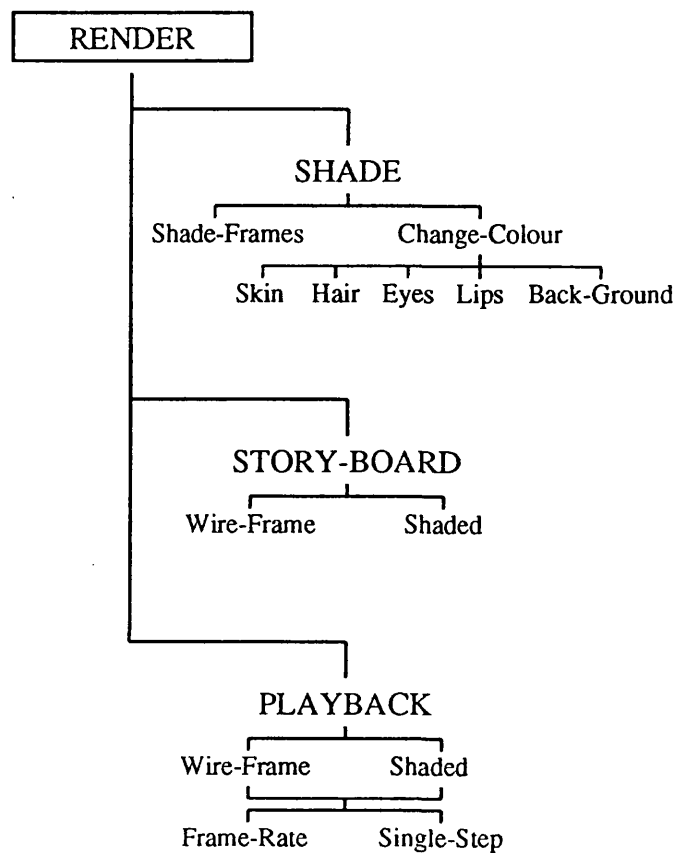 RENDER
SHADE
Shade-Frames Change-Colour
Skin Hair Eyes Lips Back-Ground
STORY-BOARD
Wire-Frame Shaded
PLAYBACK
Wire-Frame Shaded
Frame-Rate Single-Step